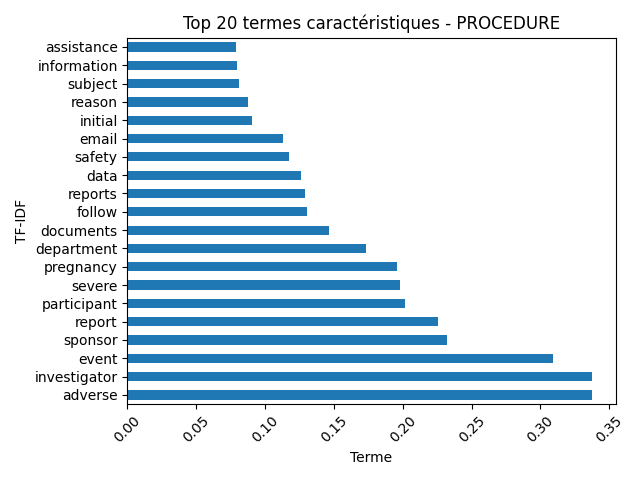 Top 20 termes caractéristiques - PROCEDURE
assistance
information
subject
reason
initial
email
safety
data
reports
follow
documents
department
pregnancy
severe
participant
report
sponsor
event
investigator
adverse
TF-IDF
0.00 0.05 0.10 0.15 0.20 0.25 0.30 0.35
Terme